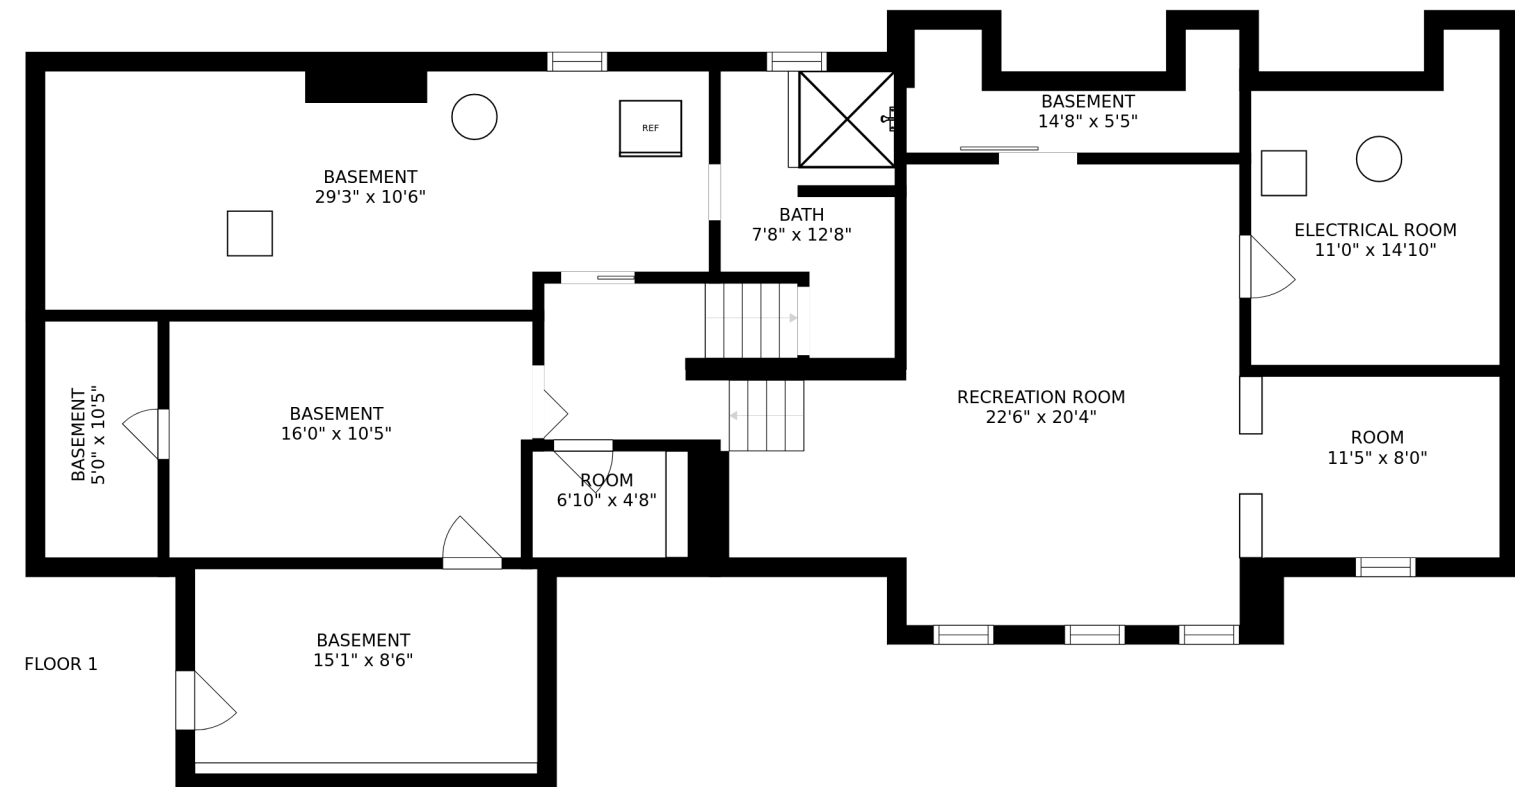 BASEMENT
14'8" x 5'5"
REF
BASEMENT
29'3" x 10'6"
BATH
7'8" x 12'8"
ELECTRICAL ROOM
11'0" x 14'10"
BASEMENT
5'0" x 10'5"
BASEMENT
16'0" x 10'5"
RECREATION ROOM
22'6" x 20'4"
ROOM
11'5" x 8'0"
ROOM
6'10" x 4'8"
BASEMENT
15'1" x 8'6"
FLOOR 1